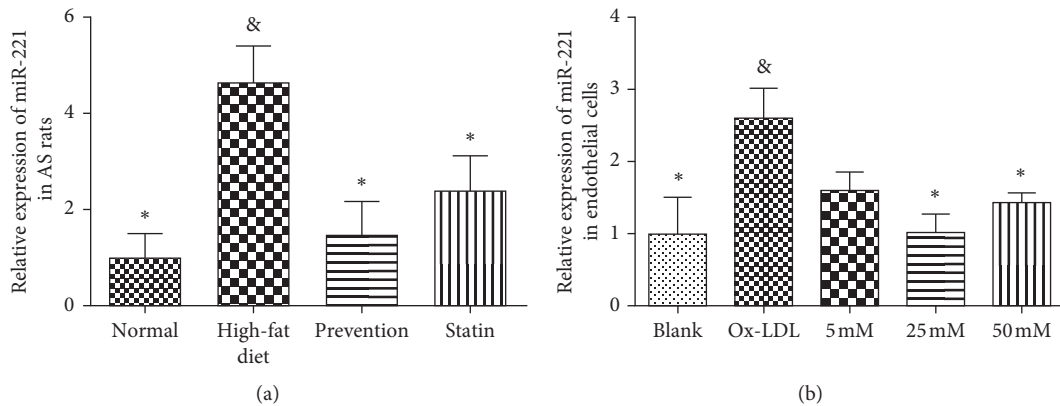 Relative expression of miR-221
in AS rats
6
4
2
0
*
&
*
*
Normal
High-fat
diet
Prevention
Statin
(a)
Relative expression of miR-221
in endothelial cells
4
3
2
1
0
*
&
*
*
Blank
Ox-LDL
5 mM
25 mM
50 mM
(b)